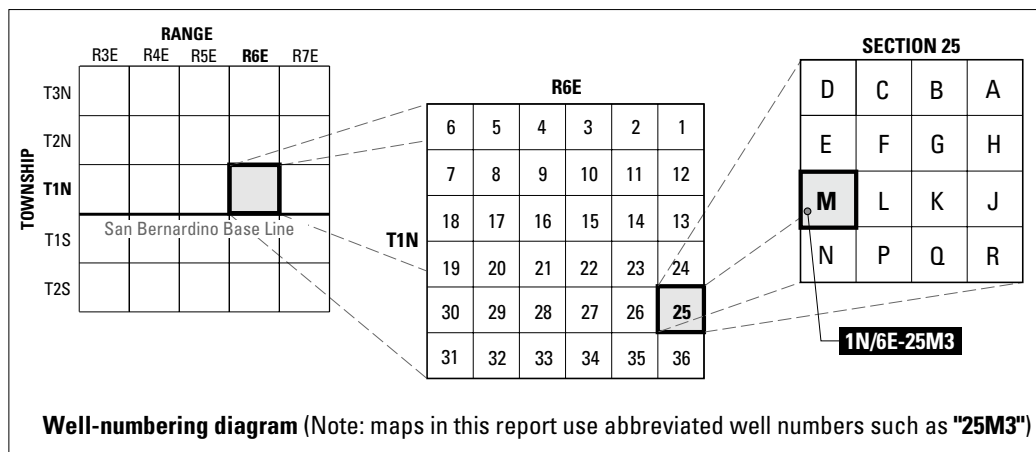 RANGE
R3E R4E R5E R6E R7E
TOWNSHIP
T3N
T2N
T1N
San Bernardino Base Line
T1S
T2S
R6E
T1N
6 5 4 3 2 1
7 8 9 10 11 12
18 17 16 15 14 13
19 20 21 22 23 24
30 29 28 27 26 25
31 32 33 34 35 36
SECTION 25
D C B A
E F G H
M L K J
N P Q R
1N/6E-25M3
Well-numbering diagram (Note: maps in this report use abbreviated well numbers such as "25M3")